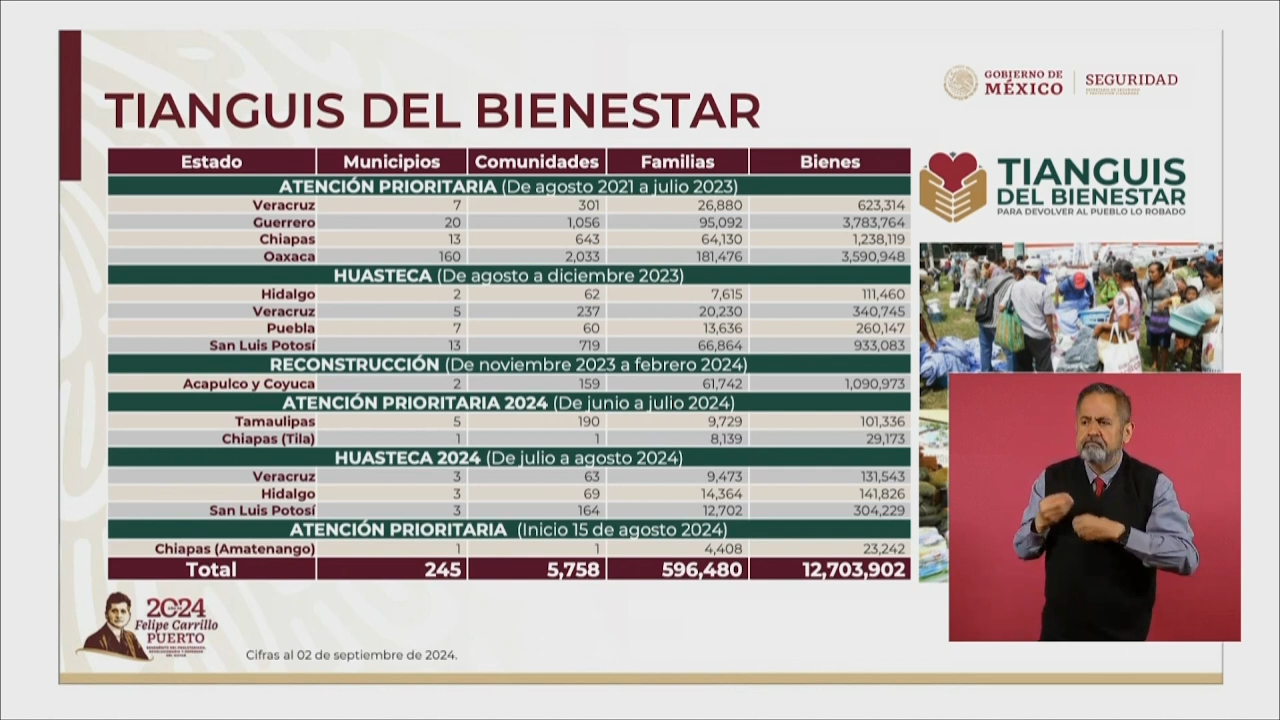 TIANGUIS DEL BIENESTAR
GOBIERNO DE
MÉXICO
SEGURIDAD
Estado Municipios Comunidades Familias Bienes
ATENCIÓN PRIORITARIA (De agosto 2021 a julio 2023)
Veracruz 7 301 26,880 623,314
Guerrero 20 1,056 95,092 3,783,764
Chiapas 13 643 64,130 1,238,119
Oaxaca 160 2,033 181,476 3,590,948
HUASTECA (De agosto a diciembre 2023)
Hidalgo 2 62 7,615 111,460
Veracruz 5 237 20,230 340,745
Puebla 7 60 13,636 260,147
San Luis Potosí 13 719 66,864 933,083
RECONSTRUCCIÓN (De noviembre 2023 a febrero 2024)
Acapulco y Coyuca 2 159 61,742 1,090,973
ATENCIÓN PRIORITARIA 2024 (De junio a julio 2024)
Tamaulipas 5 190 9,729 101,336
Chiapas (Tila) 1 1 8,139 29,173
HUASTECA 2024 (De julio a agosto 2024)
Veracruz 3 63 9,473 131,543
Hidalgo 3 69 14,364 141,826
San Luis Potosí 3 164 12,702 304,229
ATENCIÓN PRIORITARIA (Inicio 15 de agosto 2024)
Chiapas (Amatenango) 1 1 4,408 23,242
Total 245 5,758 596,480 12,703,902
TIANGUIS
DEL BIENESTAR
PARA DEVOLVER AL PUEBLO LO ROBADO
2024
Felipe Carrillo
PUERTO
Cifras al 02 de septiembre de 2024.